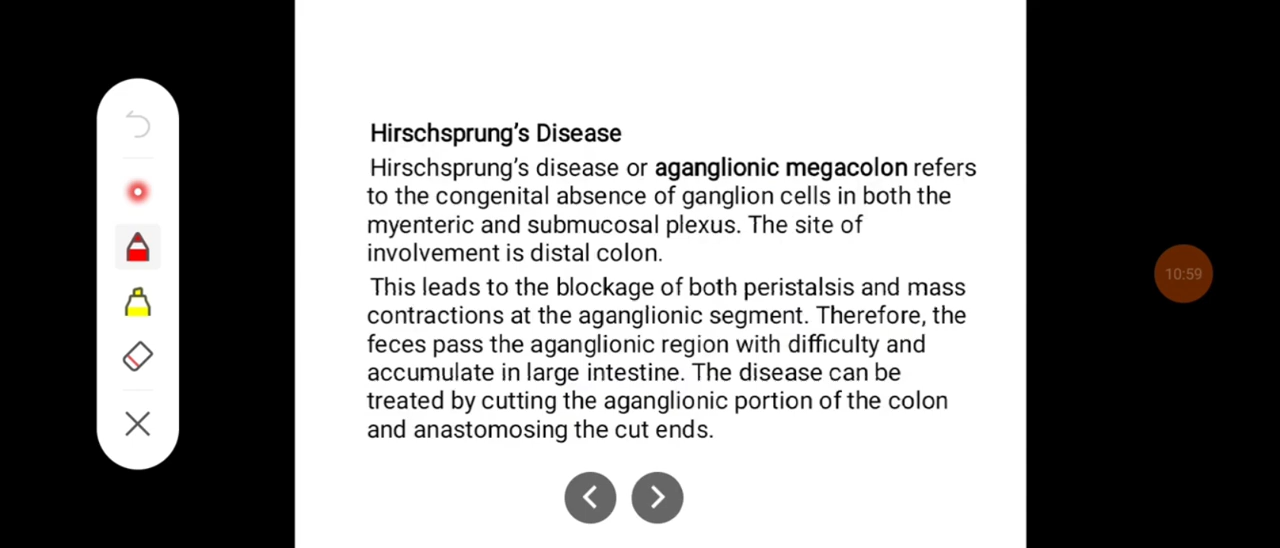 Hirschsprung's Disease
Hirschsprung's disease or aganglionic megacolon refers
to the congenital absence of ganglion cells in both the
myenteric and submucosal plexus. The site of
involvement is distal colon.
This leads to the blockage of both peristalsis and mass
contractions at the aganglionic segment. Therefore, the
feces pass the aganglionic region with difficulty and
accumulate in large intestine. The disease can be
treated by cutting the aganglionic portion of the colon
and anastomosing the cut ends.
10:59